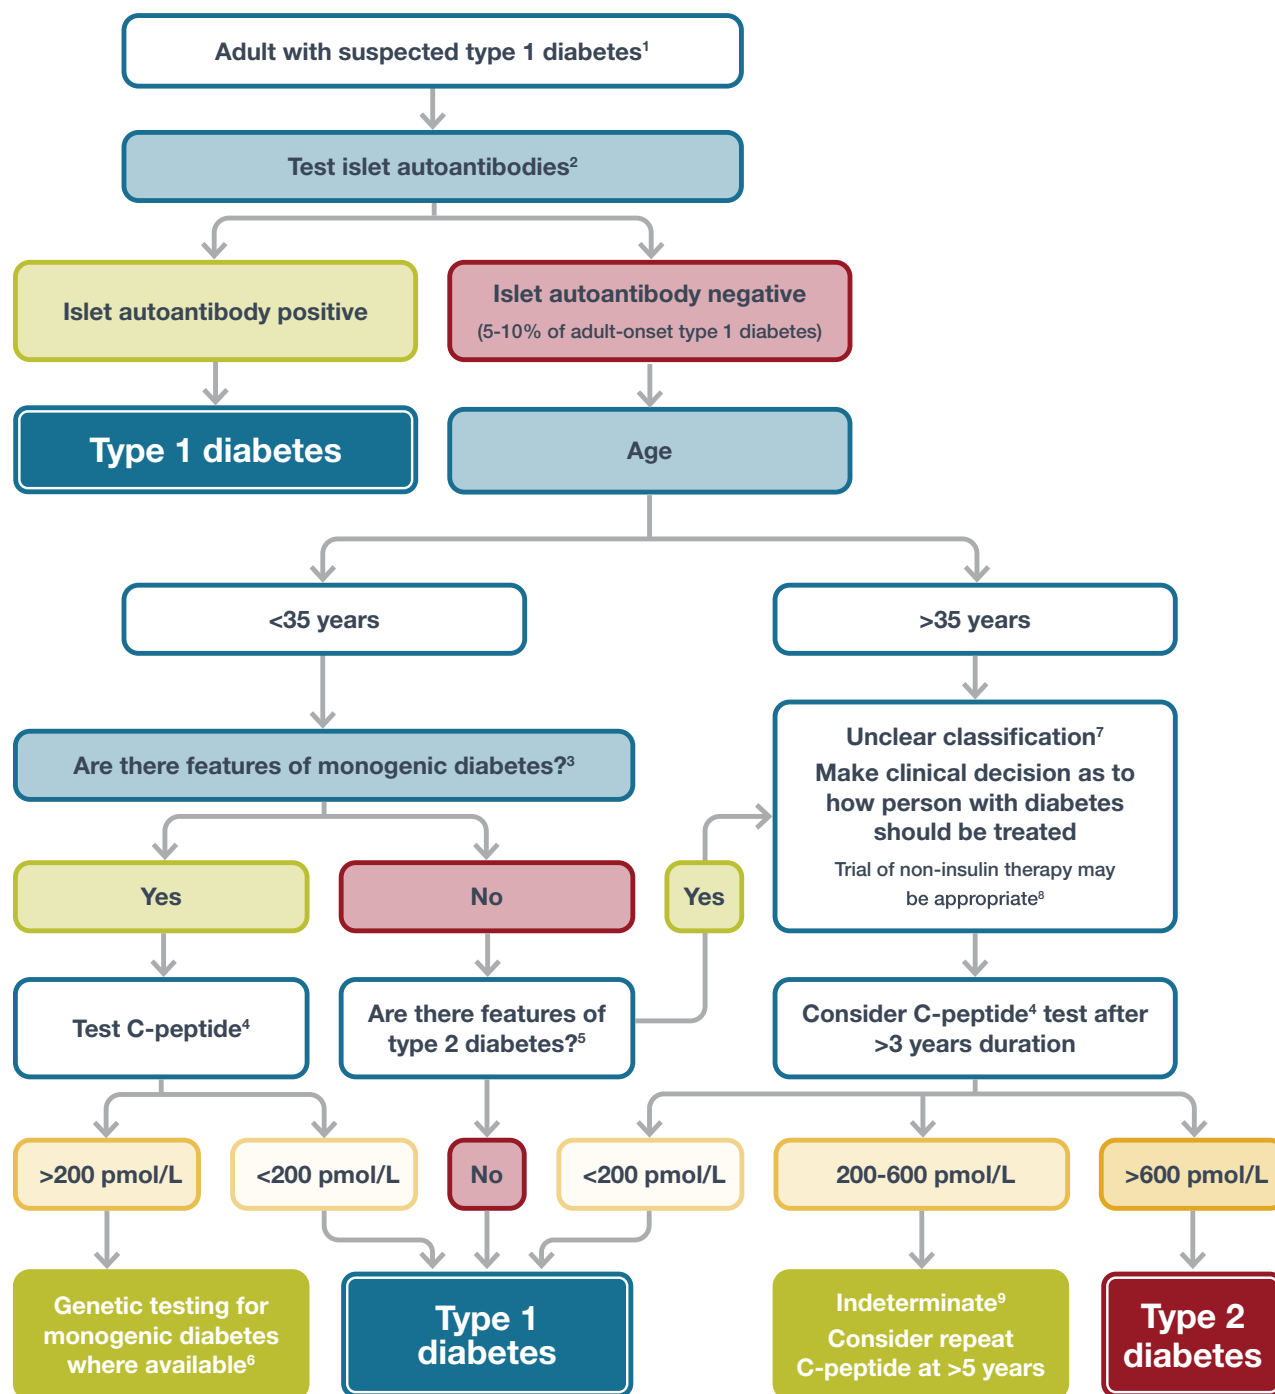 Adult with suspected type 1 diabetes¹
Test islet autoantibodies²
Islet autoantibody positive
Islet autoantibody negative
(5-10% of adult-onset type 1 diabetes)
Type 1 diabetes
Age
<35 years
>35 years
Are there features of monogenic diabetes?³
Unclear classification⁷
Make clinical decision as to
how person with diabetes
should be treated
Trial of non-insulin therapy may
be appropriate⁸
Yes
No
Yes
Test C-peptide⁴
Are there features of
type 2 diabetes?⁵
Consider C-peptide⁴ test after
>3 years duration
>200 pmol/L
<200 pmol/L
No
<200 pmol/L
200-600 pmol/L
>600 pmol/L
Genetic testing for
monogenic diabetes
where available⁶
Type 1
diabetes
Indeterminate⁹
Consider repeat
C-peptide at >5 years
Type 2
diabetes